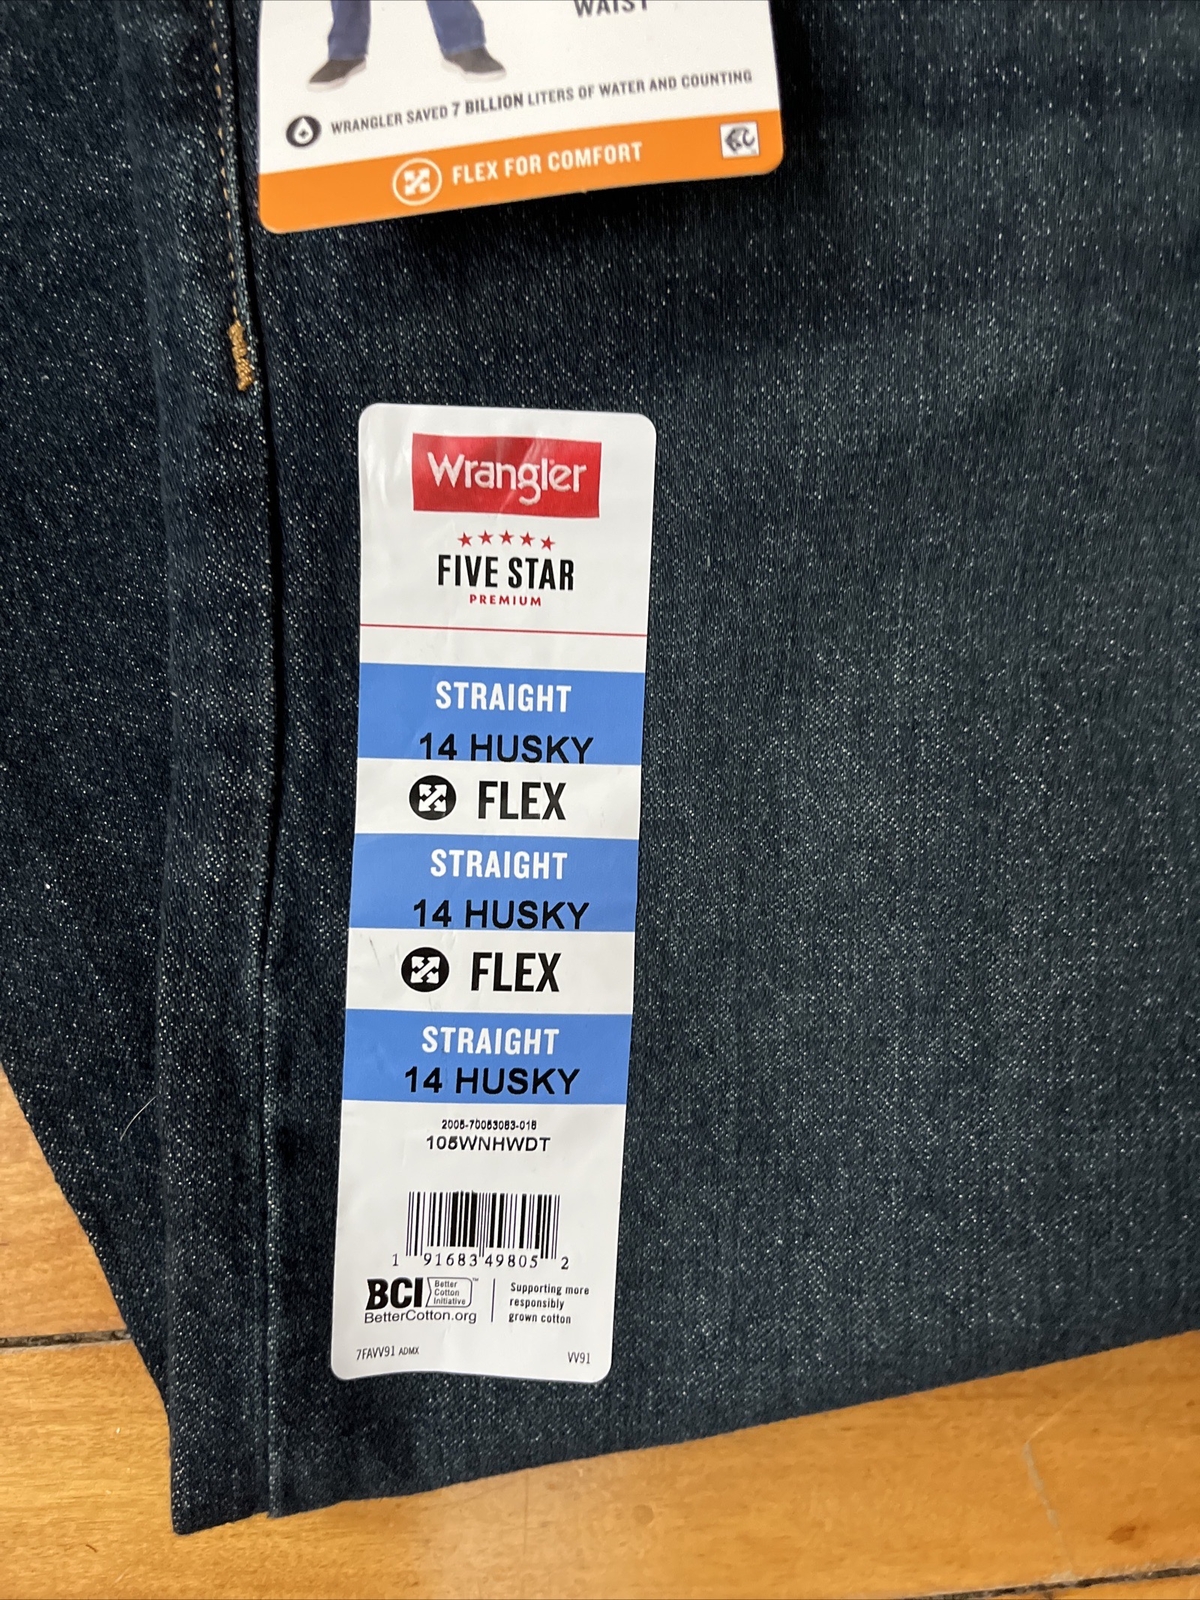 WAIST
WRANGLER SAVED 7 BILLION LITERS OF WATER AND COUNTING
FLEX FOR COMFORT
Wrangler
FIVE STAR
PREMIUM
STRAIGHT
14 HUSKY
FLEX
STRAIGHT
14 HUSKY
FLEX
STRAIGHT
14 HUSKY
2005-70053083-015
105WNHWDT
1 91683 49805 2
BCI Better Cotton Initiative™
BetterCotton.org
Supporting more
responsibly
grown cotton
7FAVV91 ADMX
VV91